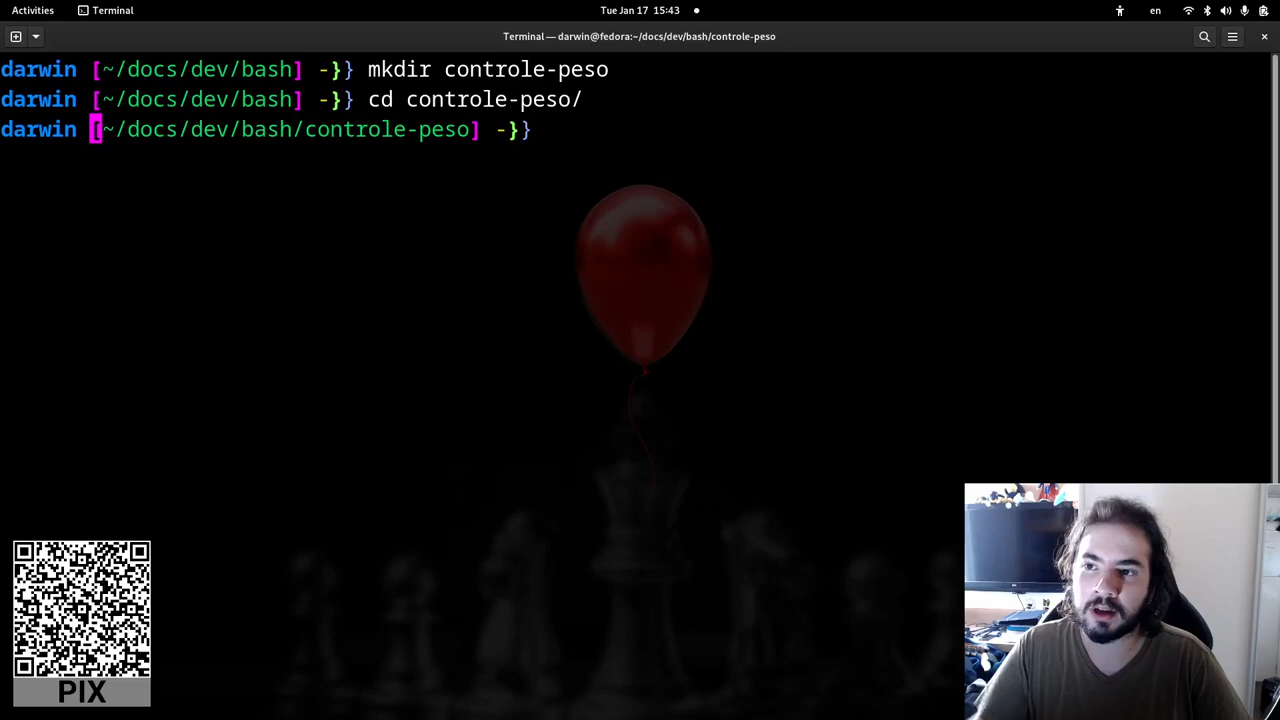 Activities Terminal Tue Jan 17 15:43 en
Terminal — darwin@fedora:~/docs/dev/bash/controle-peso
darwin [~/docs/dev/bash] -}} mkdir controle-peso
darwin [~/docs/dev/bash] -}} cd controle-peso/
darwin [~/docs/dev/bash/controle-peso] -}}
PIX